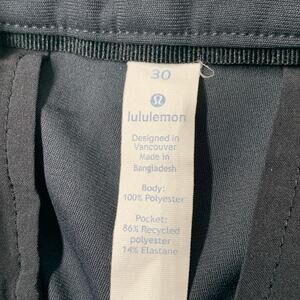 30
lululemon
Designed in
Vancouver
Made in
Bangladesh
Body:
100% Polyester
Pocket:
86% Recycled
polyester
14% Elastane